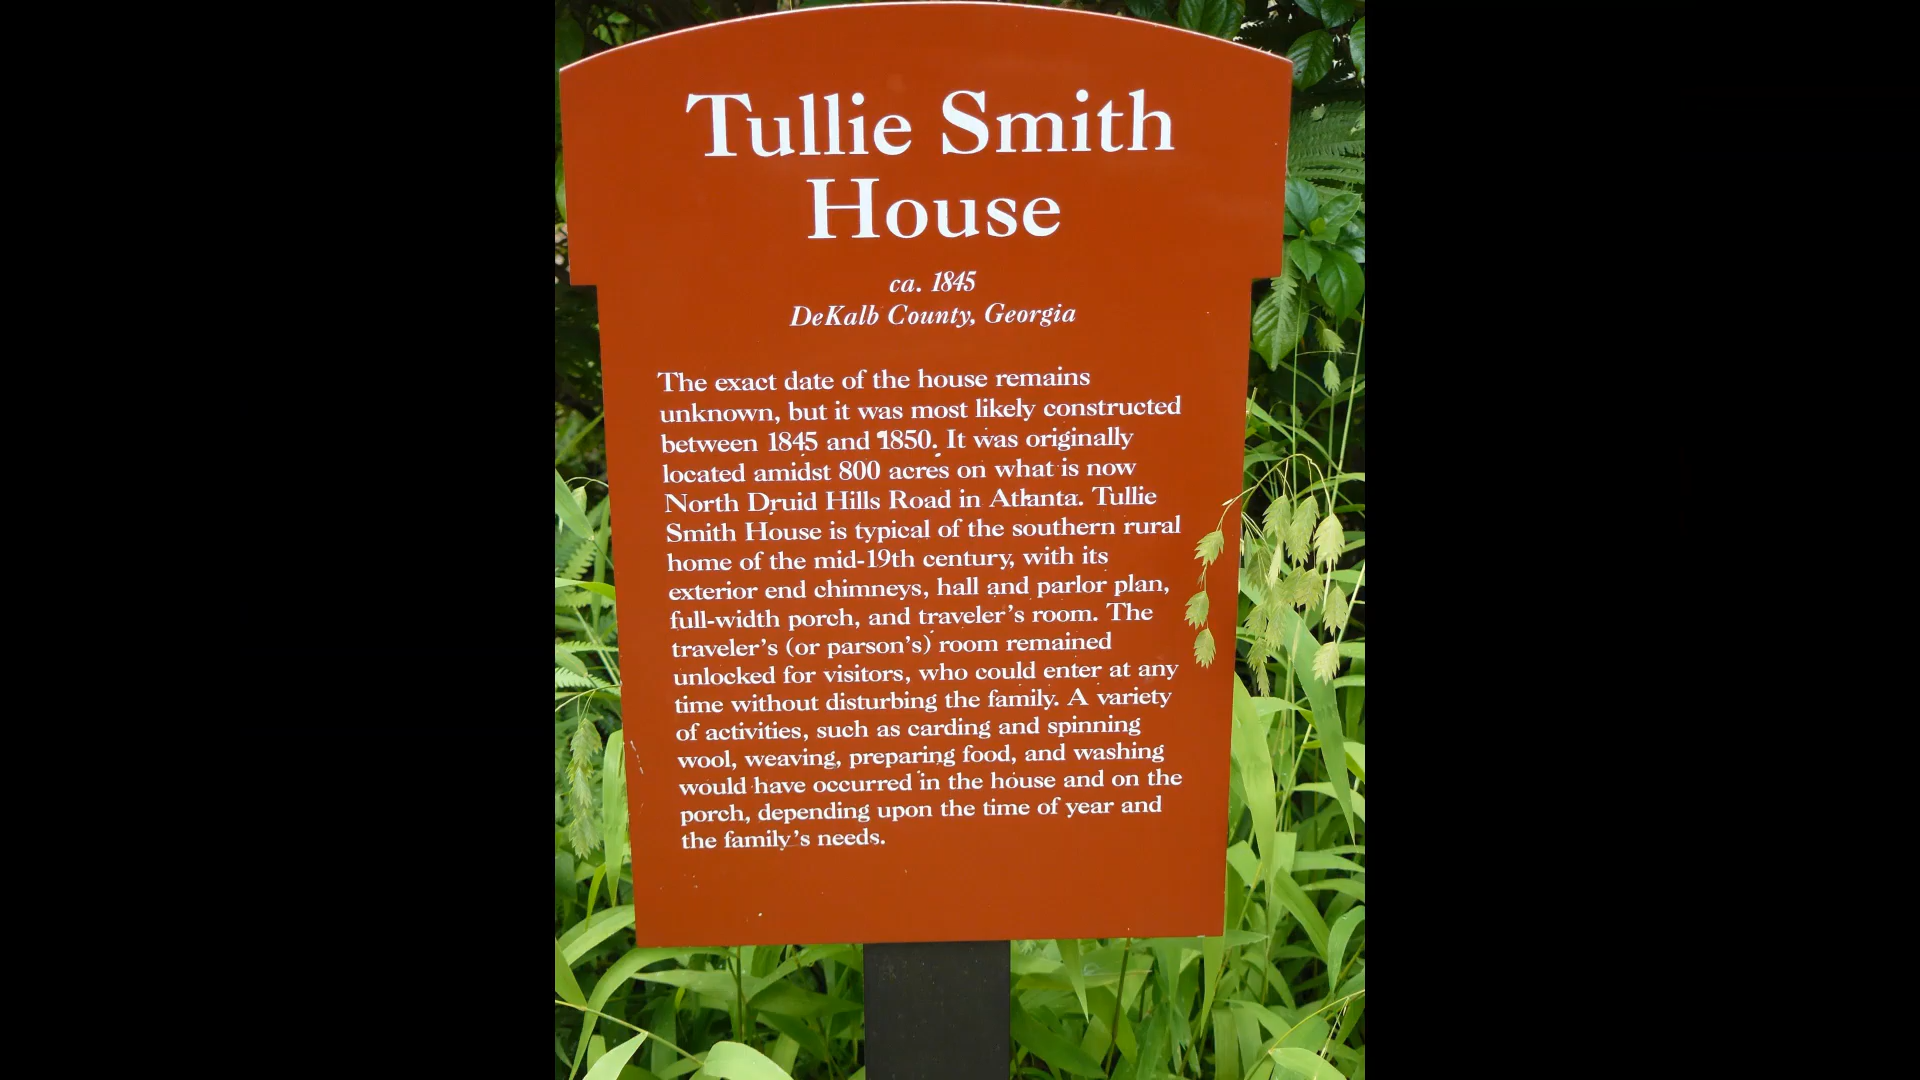 Tullie Smith
House
ca. 1845
DeKalb County, Georgia
The exact date of the house remains
unknown, but it was most likely constructed
between 1845 and 1850. It was originally
located amidst 800 acres on what is now
North Druid Hills Road in Atlanta. Tullie
Smith House is typical of the southern rural
home of the mid-19th century, with its
exterior end chimneys, hall and parlor plan,
full-width porch, and traveler's room. The
traveler's (or parson's) room remained
unlocked for visitors, who could enter at any
time without disturbing the family. A variety
of activities, such as carding and spinning
wool, weaving, preparing food, and washing
would have occurred in the house and on the
porch, depending upon the time of year and
the family's needs.